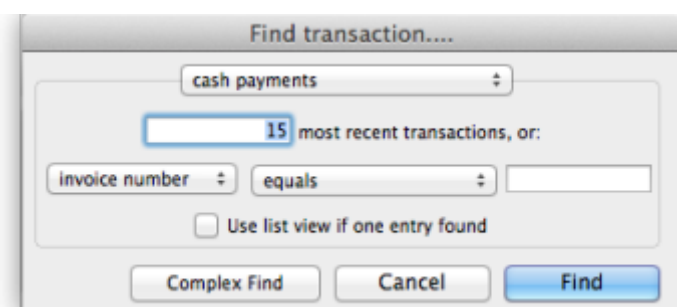 Find transaction....
cash payments
15 most recent transactions, or:
invoice number equals
Use list view if one entry found
Complex Find Cancel Find